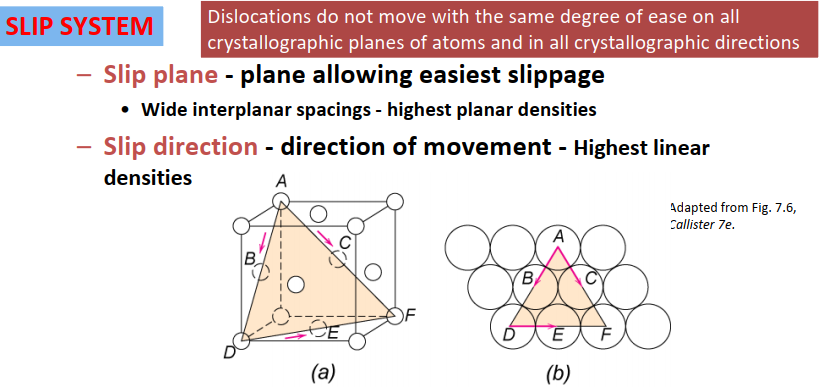 SLIP SYSTEM
Dislocations do not move with the same degree of ease on all
crystallographic planes of atoms and in all crystallographic directions
– Slip plane - plane allowing easiest slippage
• Wide interplanar spacings - highest planar densities
– Slip direction - direction of movement - Highest linear
densities
Adapted from Fig. 7.6,
Callister 7e.
A
B
C
D
E
F
(a)
A
B
C
D
E
F
(b)